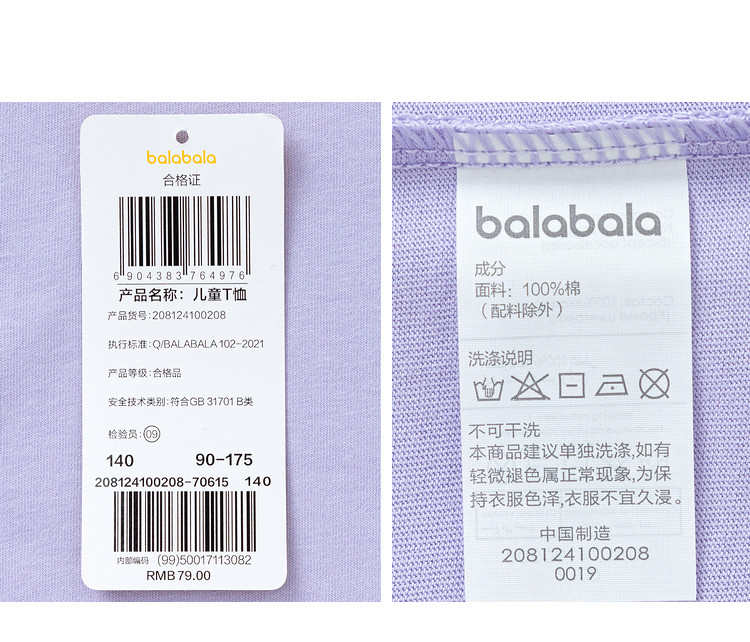 balabala
合格证
6 904383 764976
产品名称：儿童T恤
产品货号:208124100208
执行标准:Q/BALABALA 102-2021
产品等级:合格品
安全技术类别:符合GB 31701 B类
检验员:09
140 90-175
208124100208-70615 140
内部编码 (99)50017113082
RMB 79.00
balabala
成分
面料：100%棉
（配料除外）
洗涤说明
不可干洗
本商品建议单独洗涤,如有
轻微褪色属正常现象,为保
持衣服色泽,衣服不宜久浸。
中国制造
208124100208
0019